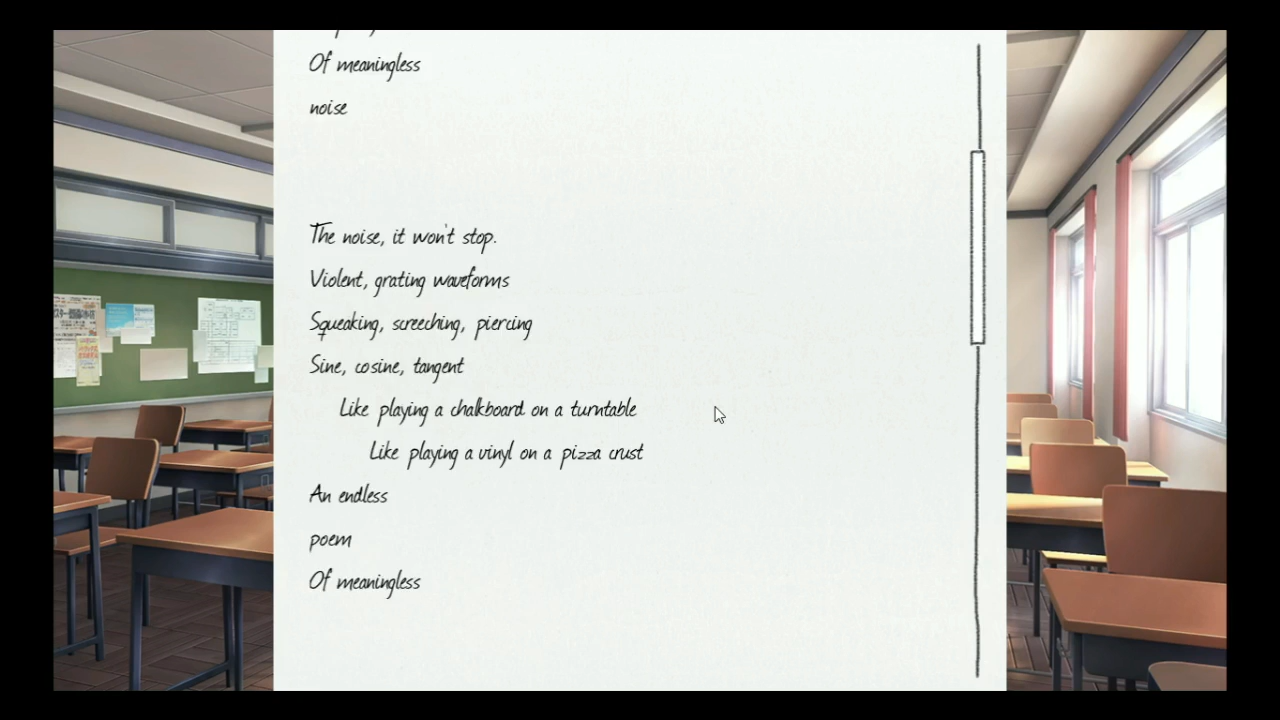 Of meaningless
noise
The noise, it won't stop.
Violent, grating waveforms
Squeaking, screeching, piercing
Sine, cosine, tangent
Like playing a chalkboard on a turntable
Like playing a vinyl on a pizza crust
An endless
poem
Of meaningless